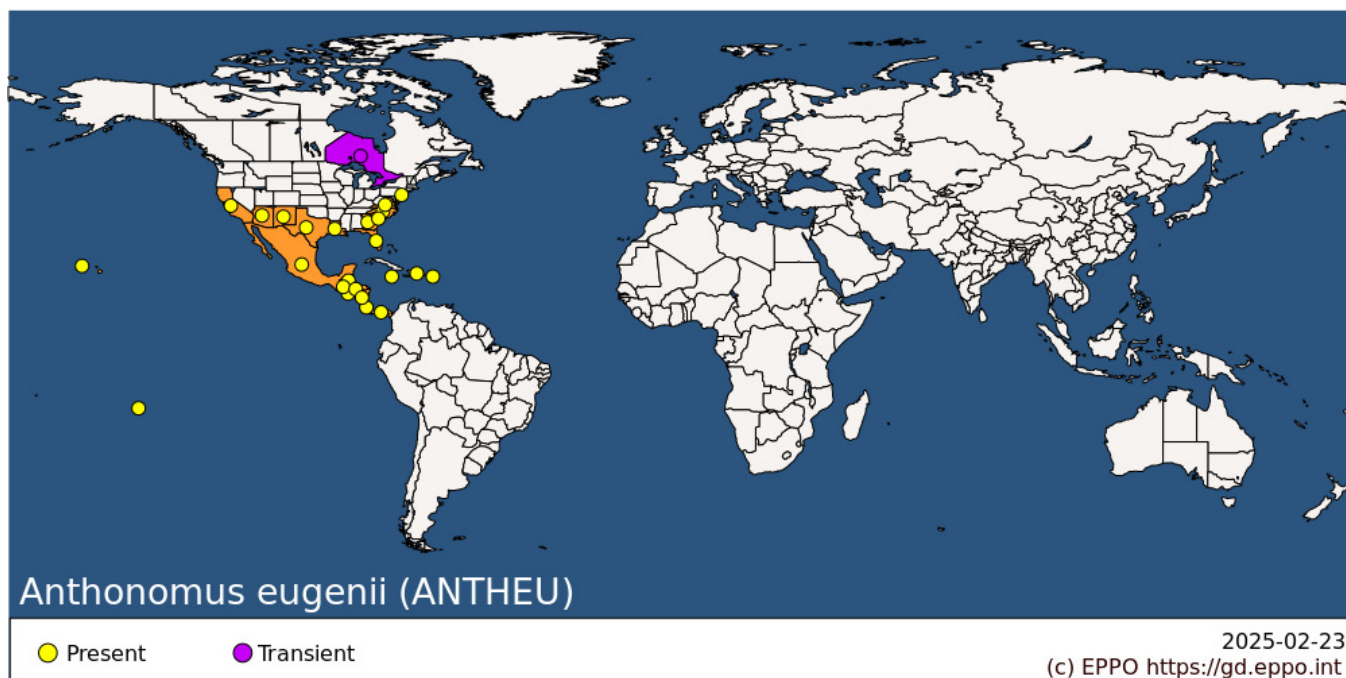 Anthonomus eugenii (ANTHEU)
Present
Transient
2025-02-23
(c) EPPO https://gd.eppo.int